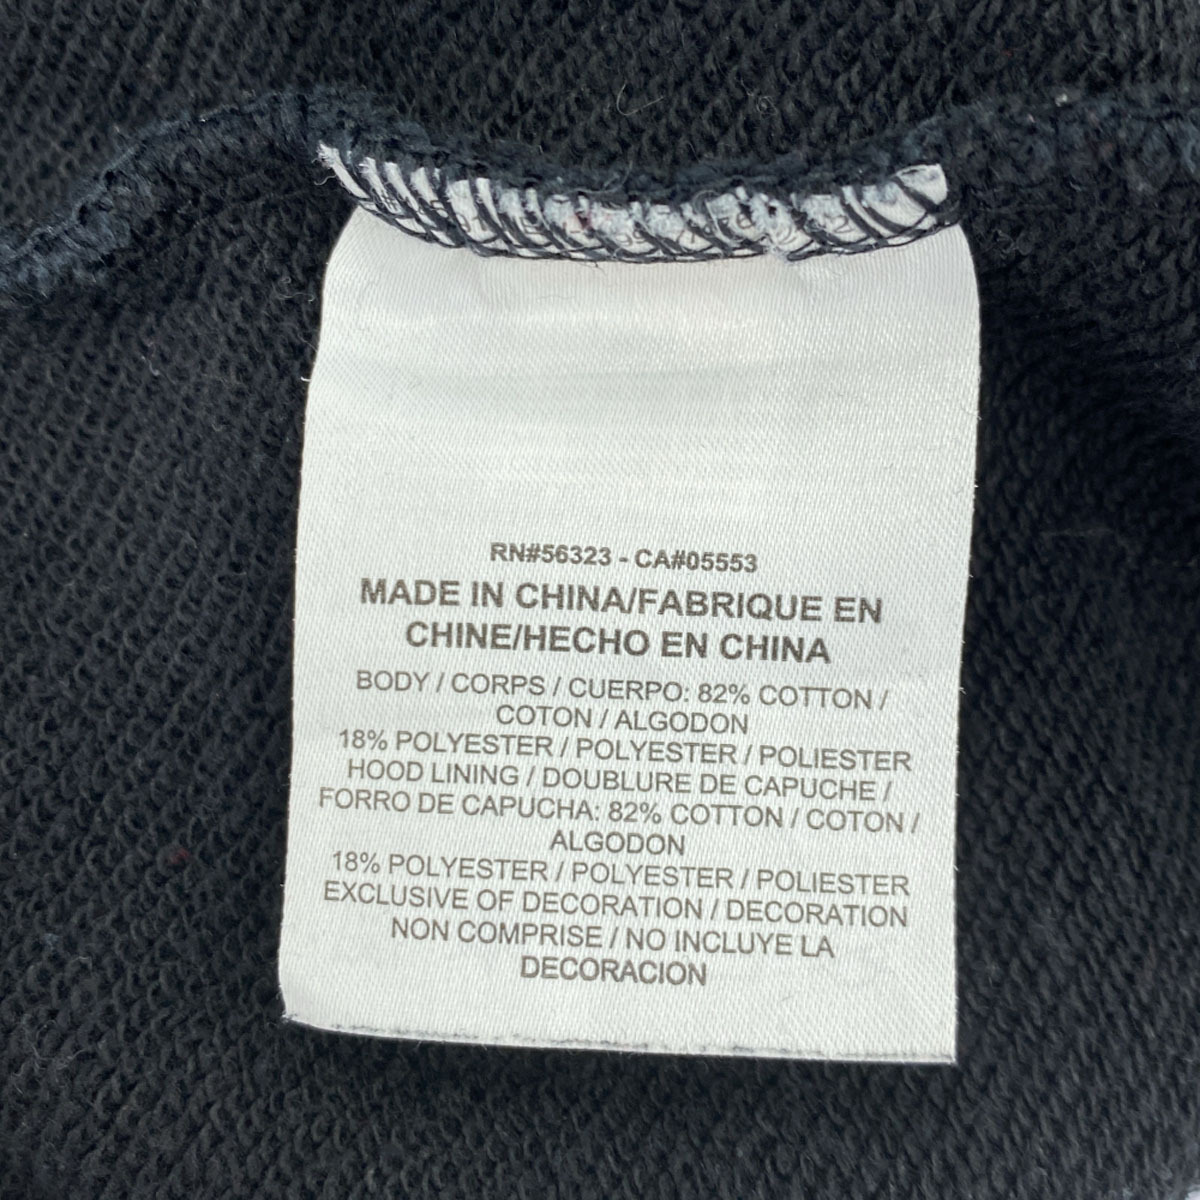 RN#56323 - CA#05553
MADE IN CHINA/FABRIQUE EN
CHINE/HECHO EN CHINA
BODY / CORPS / CUERPO: 82% COTTON /
COTON / ALGODON
18% POLYESTER / POLYESTER / POLIESTER
HOOD LINING / DOUBLURE DE CAPUCHE /
FORRO DE CAPUCHA: 82% COTTON / COTON /
ALGODON
18% POLYESTER / POLYESTER / POLIESTER
EXCLUSIVE OF DECORATION / DECORATION
NON COMPRISE / NO INCLUYE LA
DECORACION